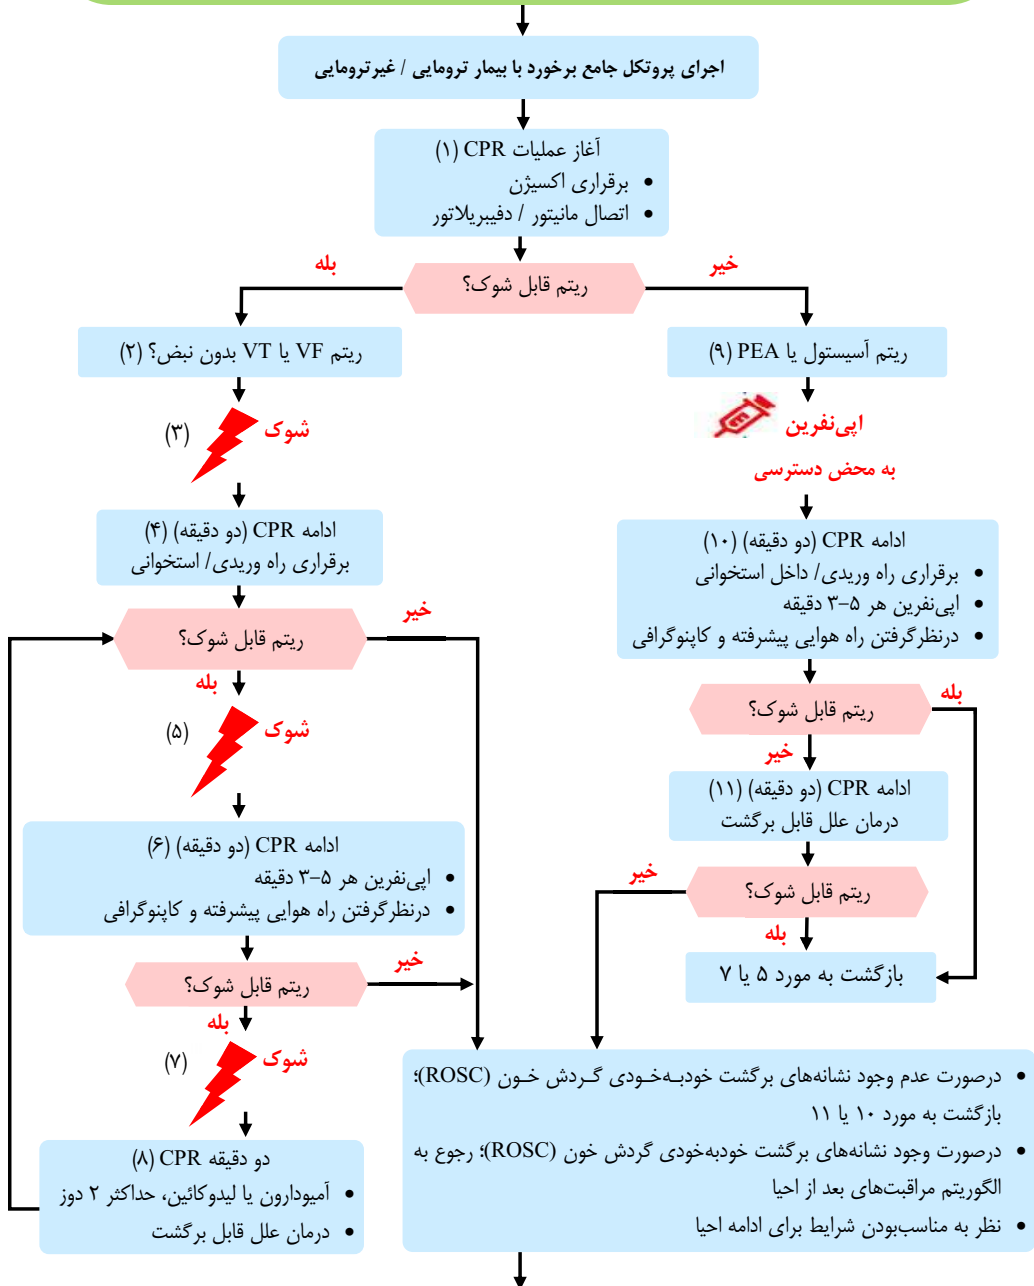 اجرای پروتکل جامع برخورد با بیمار ترومایی / غیرترومایی
آغاز عملیات CPR (۱)
• برقراری اکسیژن
• اتصال مانیتور / دفیبریلاتور
ریتم قابل شوک؟
خیر
بله
ریتم آسیستول یا PEA (۹)
اپی‌نفرین
به محض دسترسی
ادامه CPR (دو دقیقه) (۱۰)
• برقراری راه وریدی/ داخل استخوانی
• اپی‌نفرین هر ۵–۳ دقیقه
• درنظرگرفتن راه هوایی پیشرفته و کاپنوگرافی
ریتم قابل شوک؟
بله
خیر
ادامه CPR (دو دقیقه) (۱۱)
درمان علل قابل برگشت
ریتم قابل شوک؟
خیر
بله
بازگشت به مورد ۵ یا ۷
ریتم VF یا VT بدون نبض؟ (۲)
شوک (۳)
ادامه CPR (دو دقیقه) (۴)
برقراری راه وریدی/ استخوانی
ریتم قابل شوک؟
خیر
بله
شوک (۵)
ادامه CPR (دو دقیقه) (۶)
• اپی‌نفرین هر ۵–۳ دقیقه
• درنظرگرفتن راه هوایی پیشرفته و کاپنوگرافی
ریتم قابل شوک؟
خیر
بله
شوک (۷)
دو دقیقه CPR (۸)
• آمیودارون یا لیدوکائین، حداکثر ۲ دوز
• درمان علل قابل برگشت
• درصورت عدم وجود نشانه‌های برگشت خودبـه‌خـودی گـردش خـون (ROSC)؛
بازگشت به مورد ۱۰ یا ۱۱
• درصورت وجود نشانه‌های برگشت خودبه‌خودی گردش خون (ROSC)؛ رجوع به
الگوریتم مراقبت‌های بعد از احیا
• نظر به مناسب‌بودن شرایط برای ادامه احیا